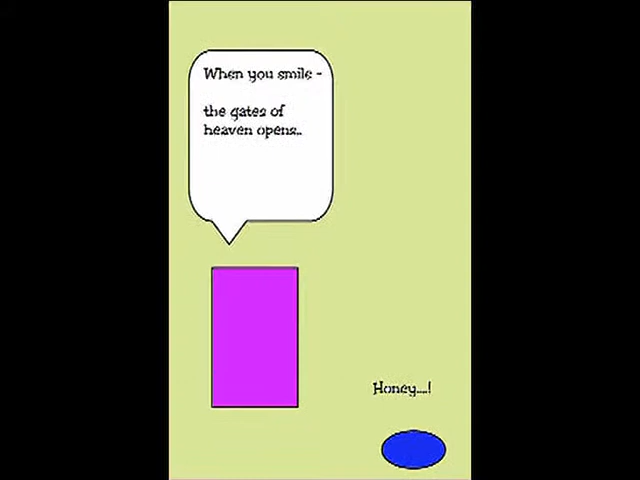 When you smile -
the gates of
heaven opens..
Honey....!